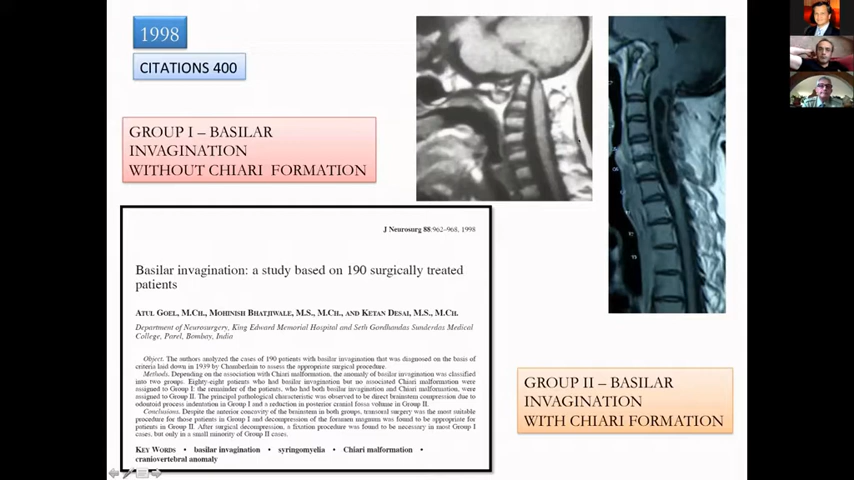 1998
CITATIONS 400
GROUP I – BASILAR
INVAGINATION
WITHOUT CHIARI FORMATION
J Neurosurg 88:962–968, 1998
Basilar invagination: a study based on 190 surgically treated
patients
ATUL GOEL, M.CH., MOHINISH BHATJIWALE, M.S., M.CH., AND KETAN DESAI, M.S., M.CH.
Department of Neurosurgery, King Edward Memorial Hospital and Seth Gordhandas Sunderdas Medical
College, Parel, Bombay, India
Object. The authors analyzed the cases of 190 patients with basilar invagination that was diagnosed on the basis of
criteria laid down in 1939 by Chamberlain to assess the appropriate surgical procedure.
Methods. Depending on the association with Chiari malformation, the anomaly of basilar invagination was classified
into two groups. Eighty-eight patients who had basilar invagination but no associated Chiari malformation were
assigned to Group I; the remainder of the patients, who had both basilar invagination and Chiari malformation, were
assigned to Group II. The principal pathological characteristic was observed to be direct brainstem compression due to
odontoid process indentation in Group I and a reduction in posterior cranial fossa volume in Group II.
Conclusions. Despite the anterior concavity of the brainstem in both groups, transoral surgery was the most suitable
procedure for those patients in Group I and decompression of the foramen magnum was found to be appropriate for
patients in Group II. After surgical decompression, a fixation procedure was found to be necessary in most Group I
cases, but only in a small minority of Group II cases.
KEY WORDS • basilar invagination • syringomyelia • Chiari malformation •
craniovertebral anomaly
GROUP II – BASILAR
INVAGINATION
WITH CHIARI FORMATION